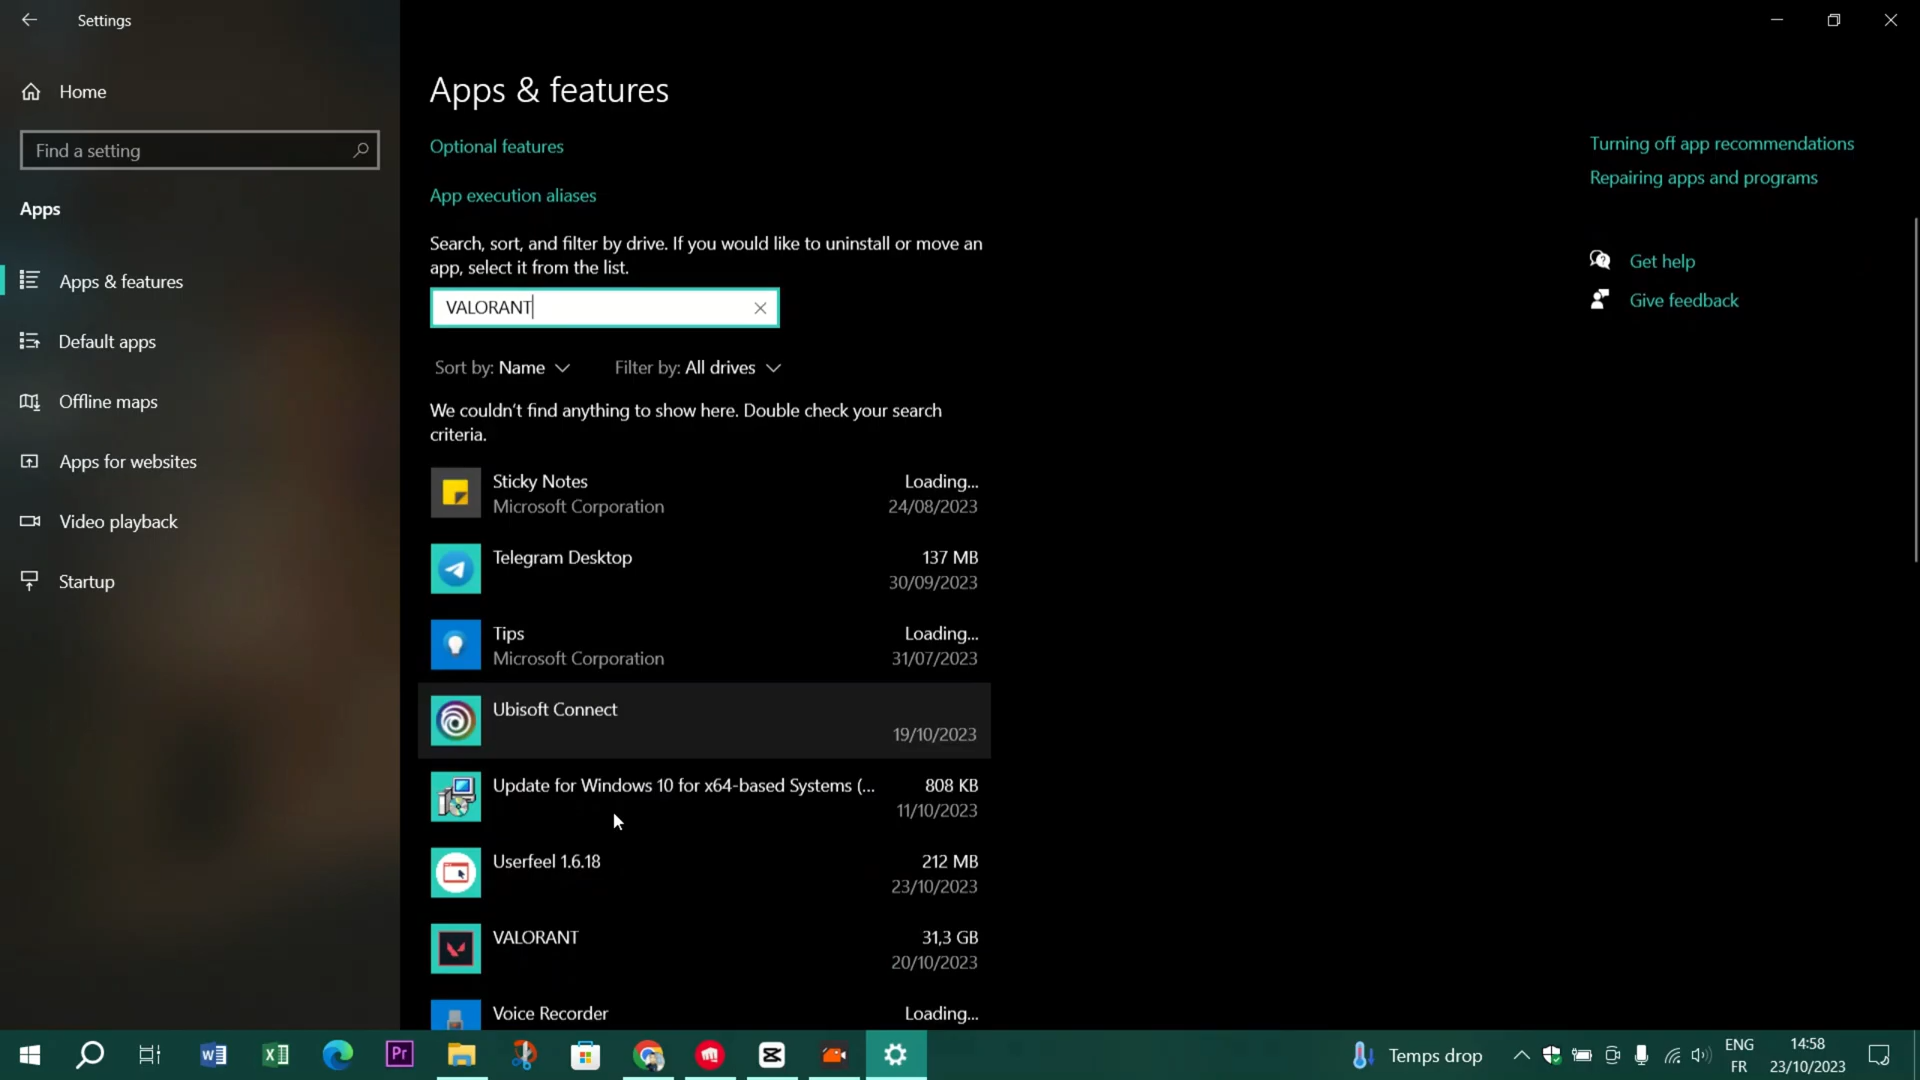 Settings
Home
Find a setting
Apps
Apps & features
Default apps
Offline maps
Apps for websites
Video playback
Startup
Apps & features
Optional features
App execution aliases
Search, sort, and filter by drive. If you would like to uninstall or move an
app, select it from the list.
VALORANT
Sort by: Name
Filter by: All drives
We couldn't find anything to show here. Double check your search
criteria.
Sticky Notes
Loading...
Microsoft Corporation
24/08/2023
Telegram Desktop
137 MB
30/09/2023
Tips
Loading...
Microsoft Corporation
31/07/2023
Ubisoft Connect
19/10/2023
Update for Windows 10 for x64-based Systems (...
808 KB
11/10/2023
Userfeel 1.6.18
212 MB
23/10/2023
VALORANT
31,3 GB
20/10/2023
Voice Recorder
Loading...
Turning off app recommendations
Repairing apps and programs
Get help
Give feedback
Pr
Temps drop
ENG
FR
14:58
23/10/2023